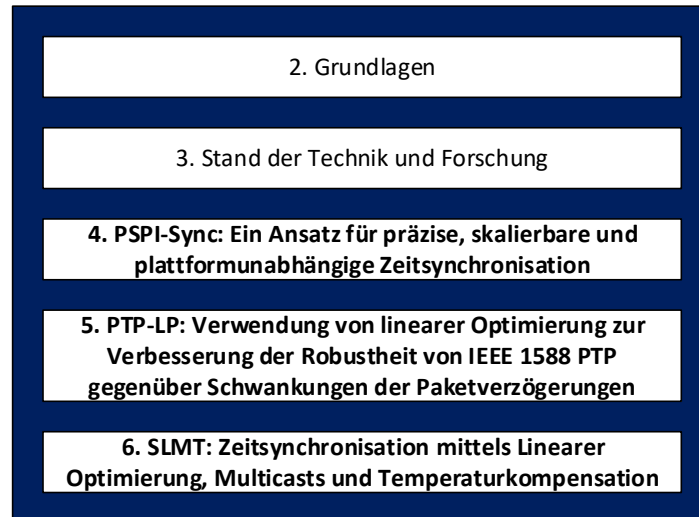 2. Grundlagen
3. Stand der Technik und Forschung
4. PSPI-Sync: Ein Ansatz für präzise, skalierbare und
plattformunabhängige Zeitsynchronisation
5. PTP-LP: Verwendung von linearer Optimierung zur
Verbesserung der Robustheit von IEEE 1588 PTP
gegenüber Schwankungen der Paketverzögerungen
6. SLMT: Zeitsynchronisation mittels Linearer
Optimierung, Multicasts und Temperaturkompensation